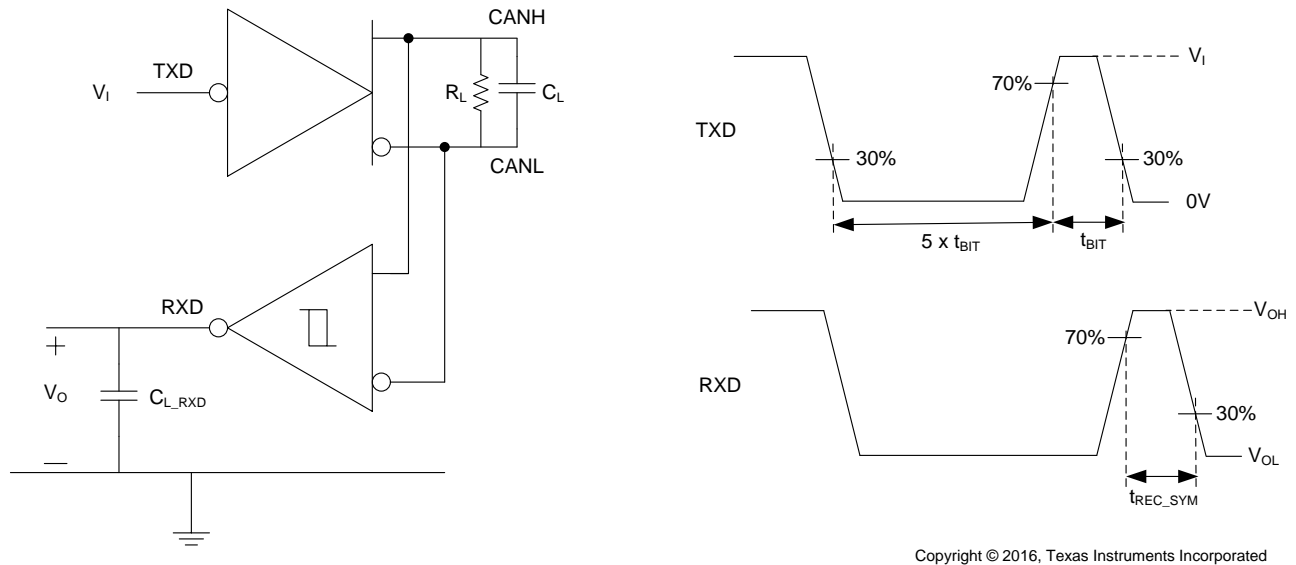 CANH
TXD
V_I
R_L
C_L
CANL
RXD
+
V_O
C_L_RXD
—
V_I
70%
TXD
30%
30%
0V
5 x t_BIT
t_BIT
V_OH
70%
RXD
30%
V_OL
t_REC_SYM
Copyright © 2016, Texas Instruments Incorporated